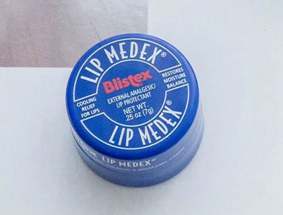 LIP MEDEX®
Blistex
COOLING
RELIEF
FOR LIPS
EXTERNAL ANALGESIC/
LIP PROTECTANT
RESTORES
MOISTURE
BALANCE
NET WT.
.25 oz (7g)
LIP MEDEX®
LIP MEDEX